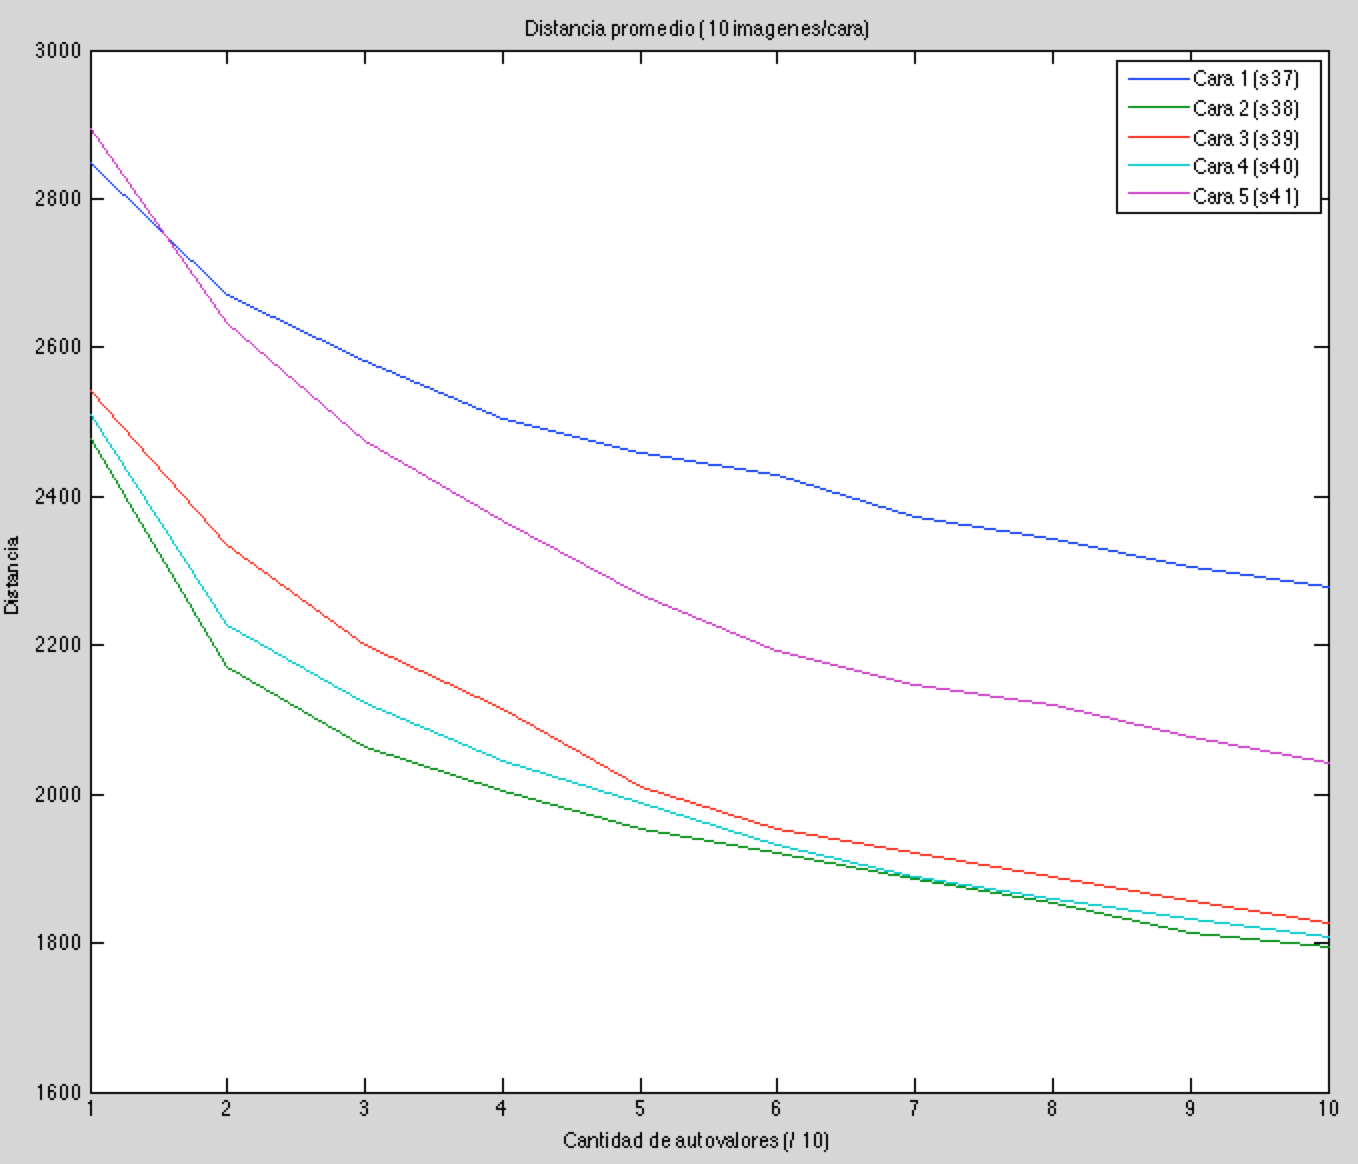 Distancia promedio (10 imagenes/cara)
3000
2800
2600
2400
2200
2000
1800
1600
Distancia
Cara 1 (s37)
Cara 2 (s38)
Cara 3 (s39)
Cara 4 (s40)
Cara 5 (s41)
1 2 3 4 5 6 7 8 9 10
Cantidad de autovalores (/ 10)